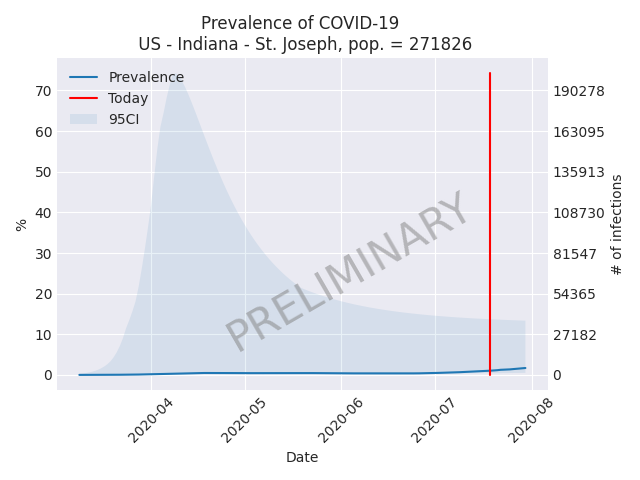 Prevalence of COVID-19
US - Indiana - St. Joseph, pop. = 271826
Prevalence
Today
95CI
%
70
60
50
40
30
20
10
0
190278
163095
135913
108730
81547
54365
27182
0
# of infections
PRELIMINARY
2020-04
2020-05
2020-06
2020-07
2020-08
Date